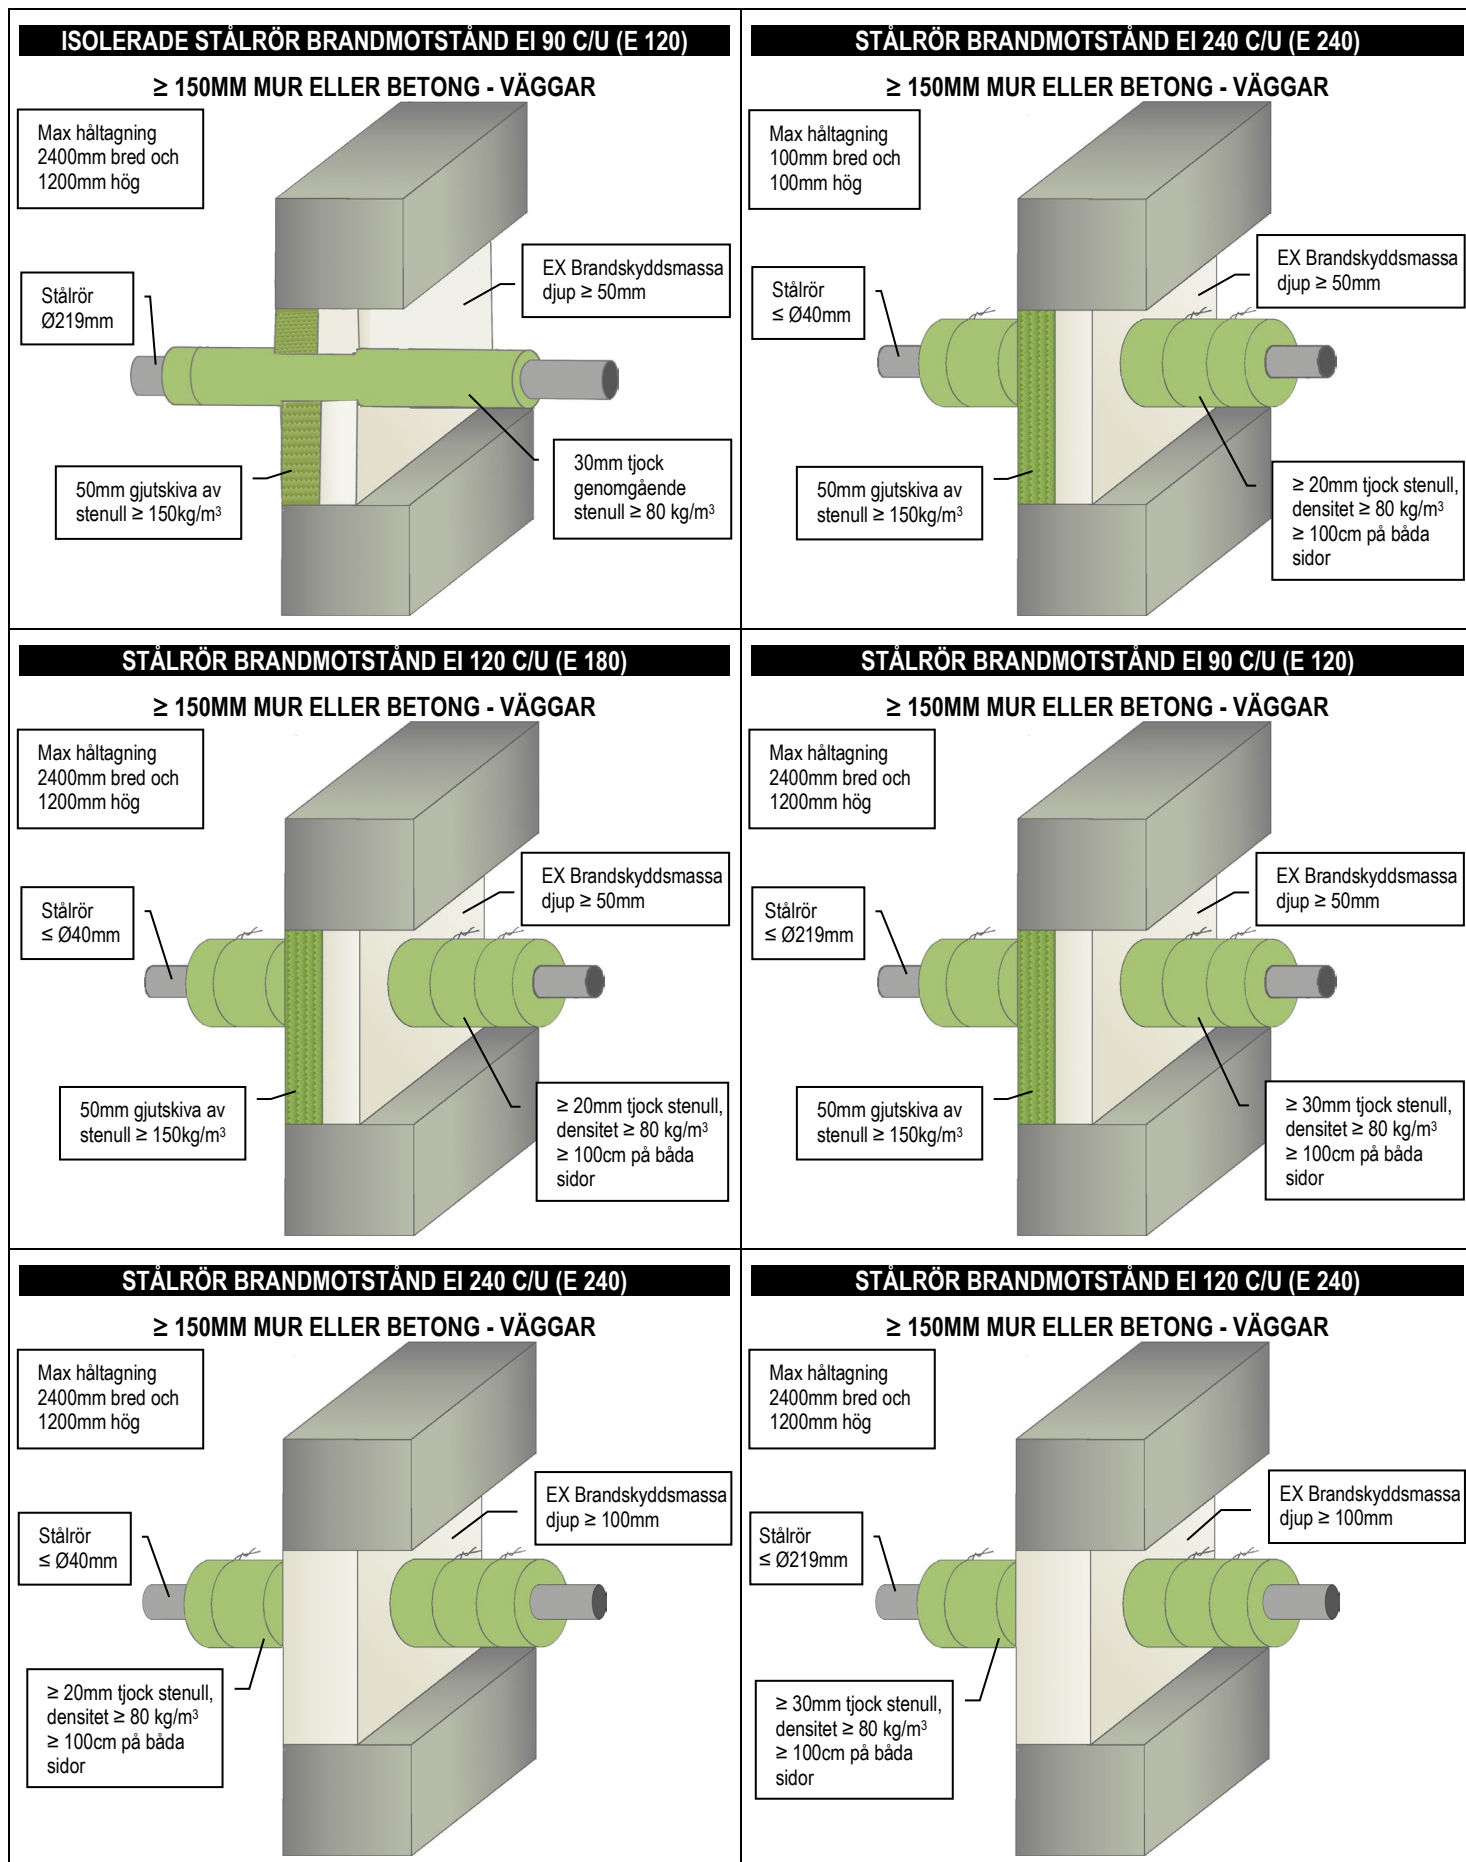 ISOLERADE STÅLRÖR BRANDMOTSTÅND EI 90 C/U (E 120)
≥ 150MM MUR ELLER BETONG - VÄGGAR
Max håltagning
2400mm bred och
1200mm hög
EX Brandskyddsmassa
djup ≥ 50mm
Stålrör
Ø219mm
50mm gjutskiva av
stenull ≥ 150kg/m³
30mm tjock
genomgående
stenull ≥ 80 kg/m³
STÅLRÖR BRANDMOTSTÅND EI 240 C/U (E 240)
≥ 150MM MUR ELLER BETONG - VÄGGAR
Max håltagning
100mm bred och
100mm hög
EX Brandskyddsmassa
djup ≥ 50mm
Stålrör
≤ Ø40mm
50mm gjutskiva av
stenull ≥ 150kg/m³
≥ 20mm tjock stenull,
densitet ≥ 80 kg/m³
≥ 100cm på båda
sidor
STÅLRÖR BRANDMOTSTÅND EI 120 C/U (E 180)
≥ 150MM MUR ELLER BETONG - VÄGGAR
Max håltagning
2400mm bred och
1200mm hög
EX Brandskyddsmassa
djup ≥ 50mm
Stålrör
≤ Ø40mm
50mm gjutskiva av
stenull ≥ 150kg/m³
≥ 20mm tjock stenull,
densitet ≥ 80 kg/m³
≥ 100cm på båda
sidor
STÅLRÖR BRANDMOTSTÅND EI 90 C/U (E 120)
≥ 150MM MUR ELLER BETONG - VÄGGAR
Max håltagning
2400mm bred och
1200mm hög
EX Brandskyddsmassa
djup ≥ 50mm
Stålrör
≤ Ø219mm
50mm gjutskiva av
stenull ≥ 150kg/m³
≥ 30mm tjock stenull,
densitet ≥ 80 kg/m³
≥ 100cm på båda
sidor
STÅLRÖR BRANDMOTSTÅND EI 240 C/U (E 240)
≥ 150MM MUR ELLER BETONG - VÄGGAR
Max håltagning
2400mm bred och
1200mm hög
EX Brandskyddsmassa
djup ≥ 100mm
Stålrör
≤ Ø40mm
≥ 20mm tjock stenull,
densitet ≥ 80 kg/m³
≥ 100cm på båda
sidor
STÅLRÖR BRANDMOTSTÅND EI 120 C/U (E 240)
≥ 150MM MUR ELLER BETONG - VÄGGAR
Max håltagning
2400mm bred och
1200mm hög
EX Brandskyddsmassa
djup ≥ 100mm
Stålrör
≤ Ø219mm
≥ 30mm tjock stenull,
densitet ≥ 80 kg/m³
≥ 100cm på båda
sidor